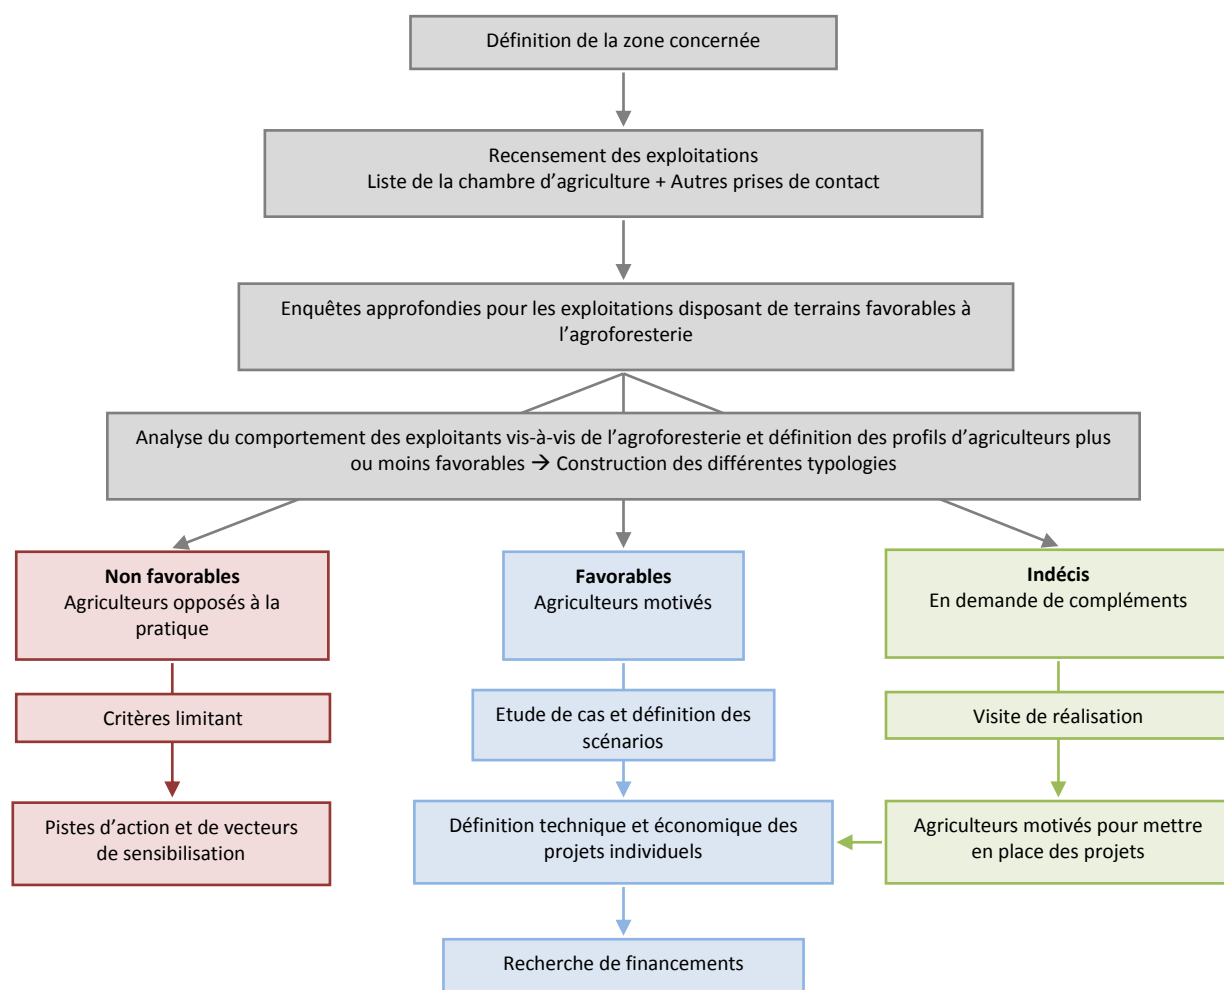 Définition de la zone concernée
Recensement des exploitations
Liste de la chambre d’agriculture + Autres prises de contact
Enquêtes approfondies pour les exploitations disposant de terrains favorables à
l’agroforesterie
Analyse du comportement des exploitants vis-à-vis de l’agroforesterie et définition des profils d’agriculteurs plus
ou moins favorables → Construction des différentes typologies
Non favorables
Agriculteurs opposés à la
pratique
Favorables
Agriculteurs motivés
Indécis
En demande de compléments
Critères limitant
Etude de cas et définition des
scénarios
Visite de réalisation
Pistes d’action et de vecteurs
de sensibilisation
Définition technique et économique des
projets individuels
Agriculteurs motivés pour mettre
en place des projets
Recherche de financements